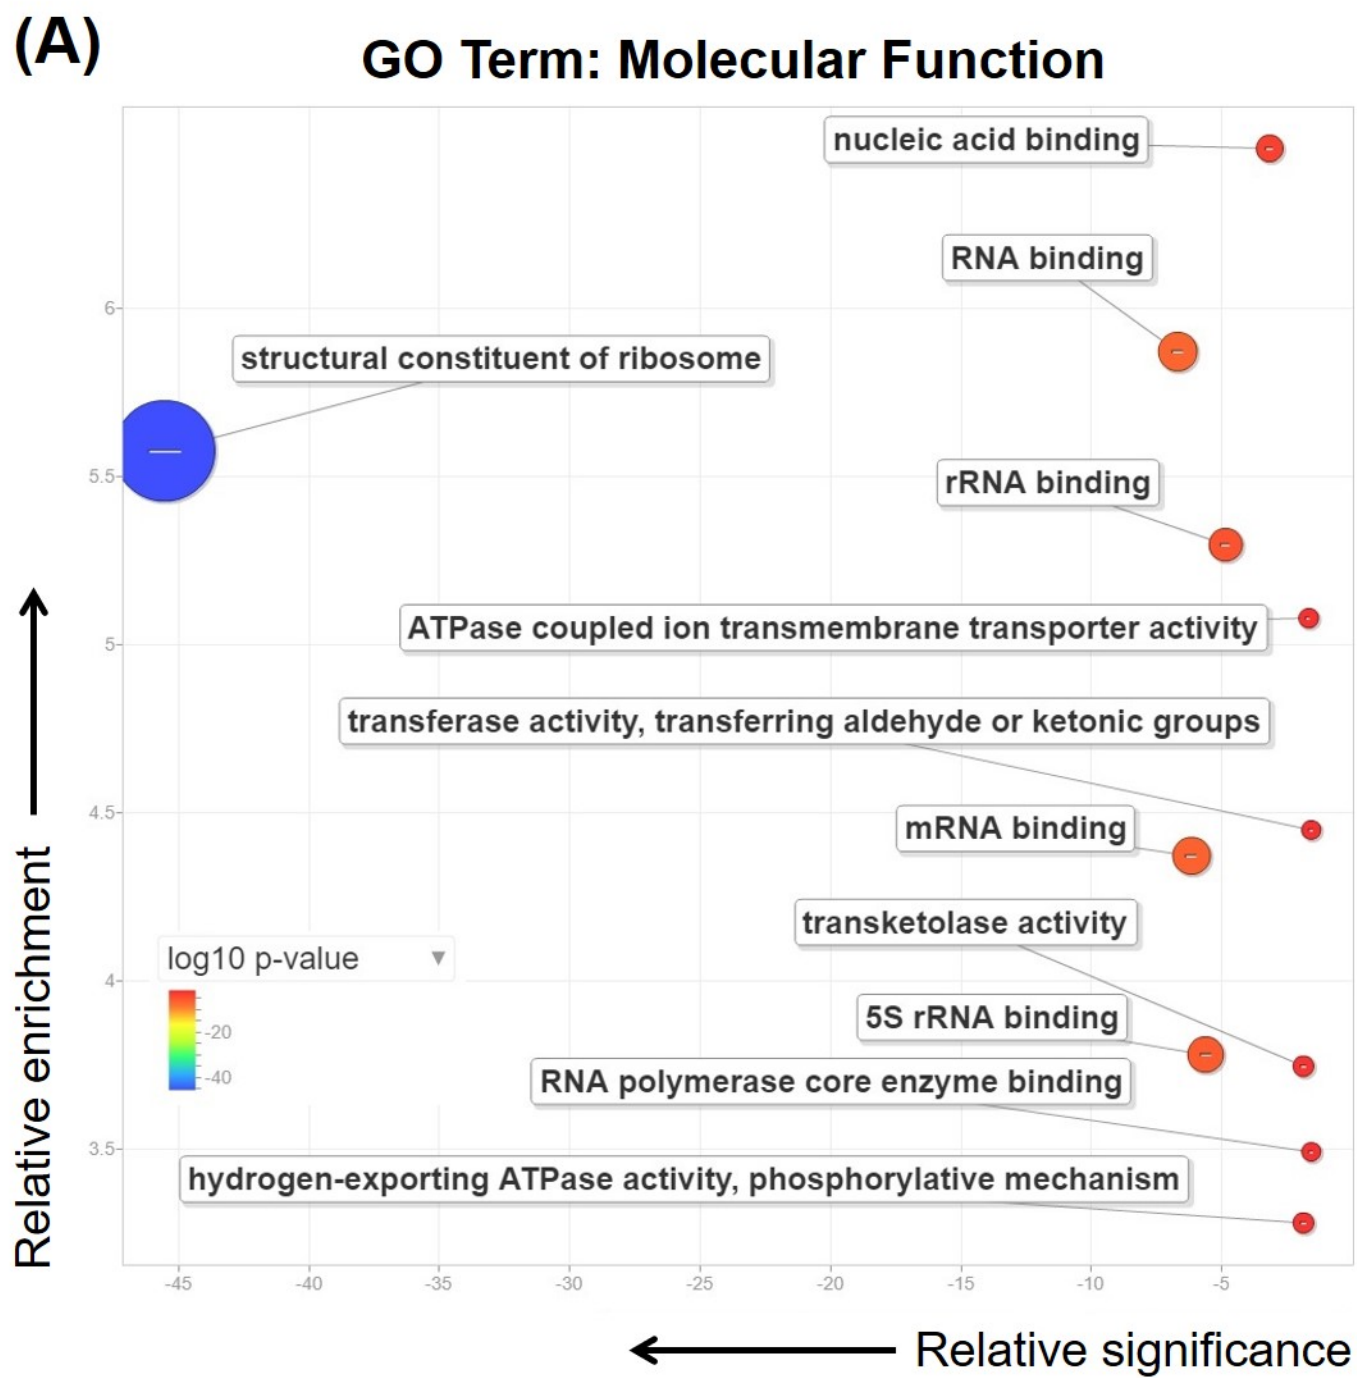 (A)
GO Term: Molecular Function
nucleic acid binding
RNA binding
6
structural constituent of ribosome
5.5
rRNA binding
ATPase coupled ion transmembrane transporter activity
5
transferase activity, transferring aldehyde or ketonic groups
4.5
mRNA binding
transketolase activity
log10 p-value
4
5S rRNA binding
-20
-40
RNA polymerase core enzyme binding
3.5
hydrogen-exporting ATPase activity, phosphorylative mechanism
Relative enrichment
-45 -40 -35 -30 -25 -20 -15 -10 -5
Relative significance